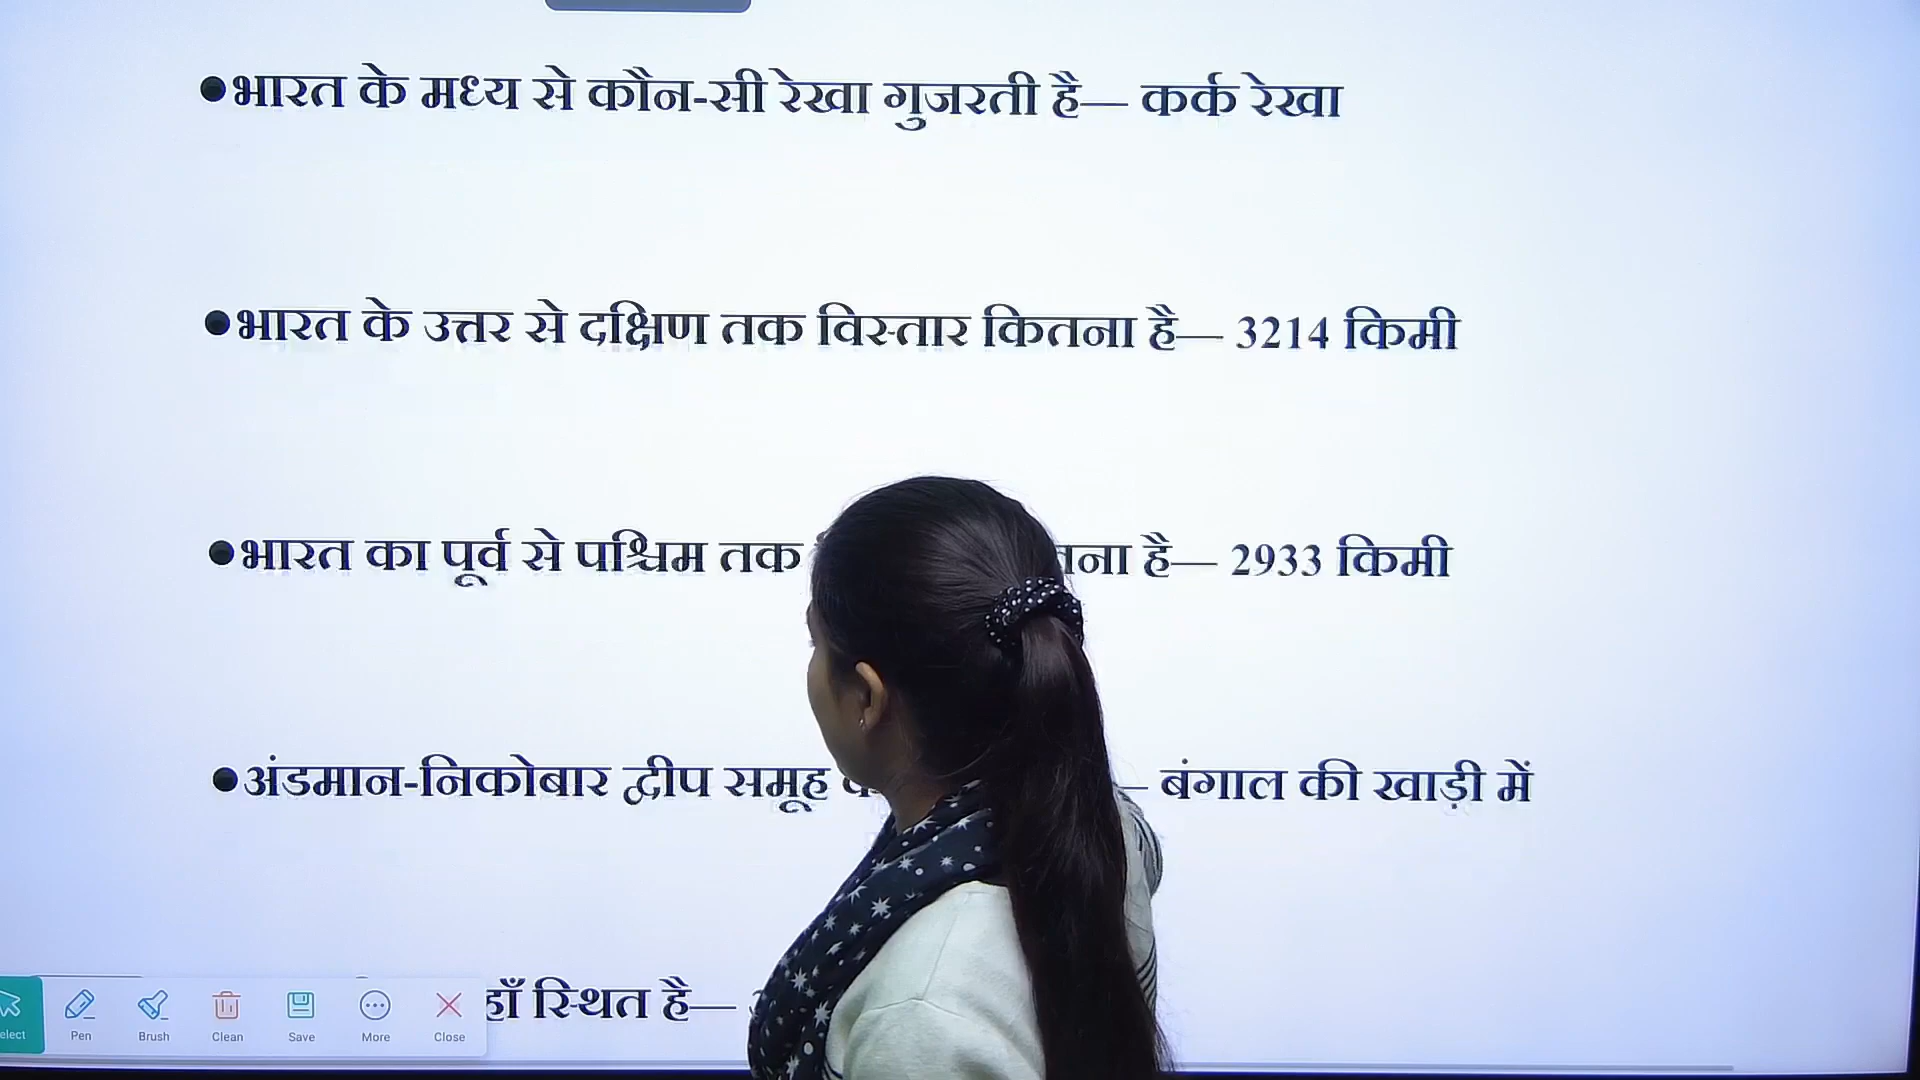 ●भारत के मध्य से कौन-सी रेखा गुजरती है— कर्क रेखा
●भारत के उत्तर से दक्षिण तक विस्तार कितना है— 3214 किमी
●भारत का पूर्व से पश्चिम तक है— 2933 किमी
●अंडमान-निकोबार द्वीप समूह — बंगाल की खाड़ी में
स्थित है—
Pen Brush Clean Save More Close